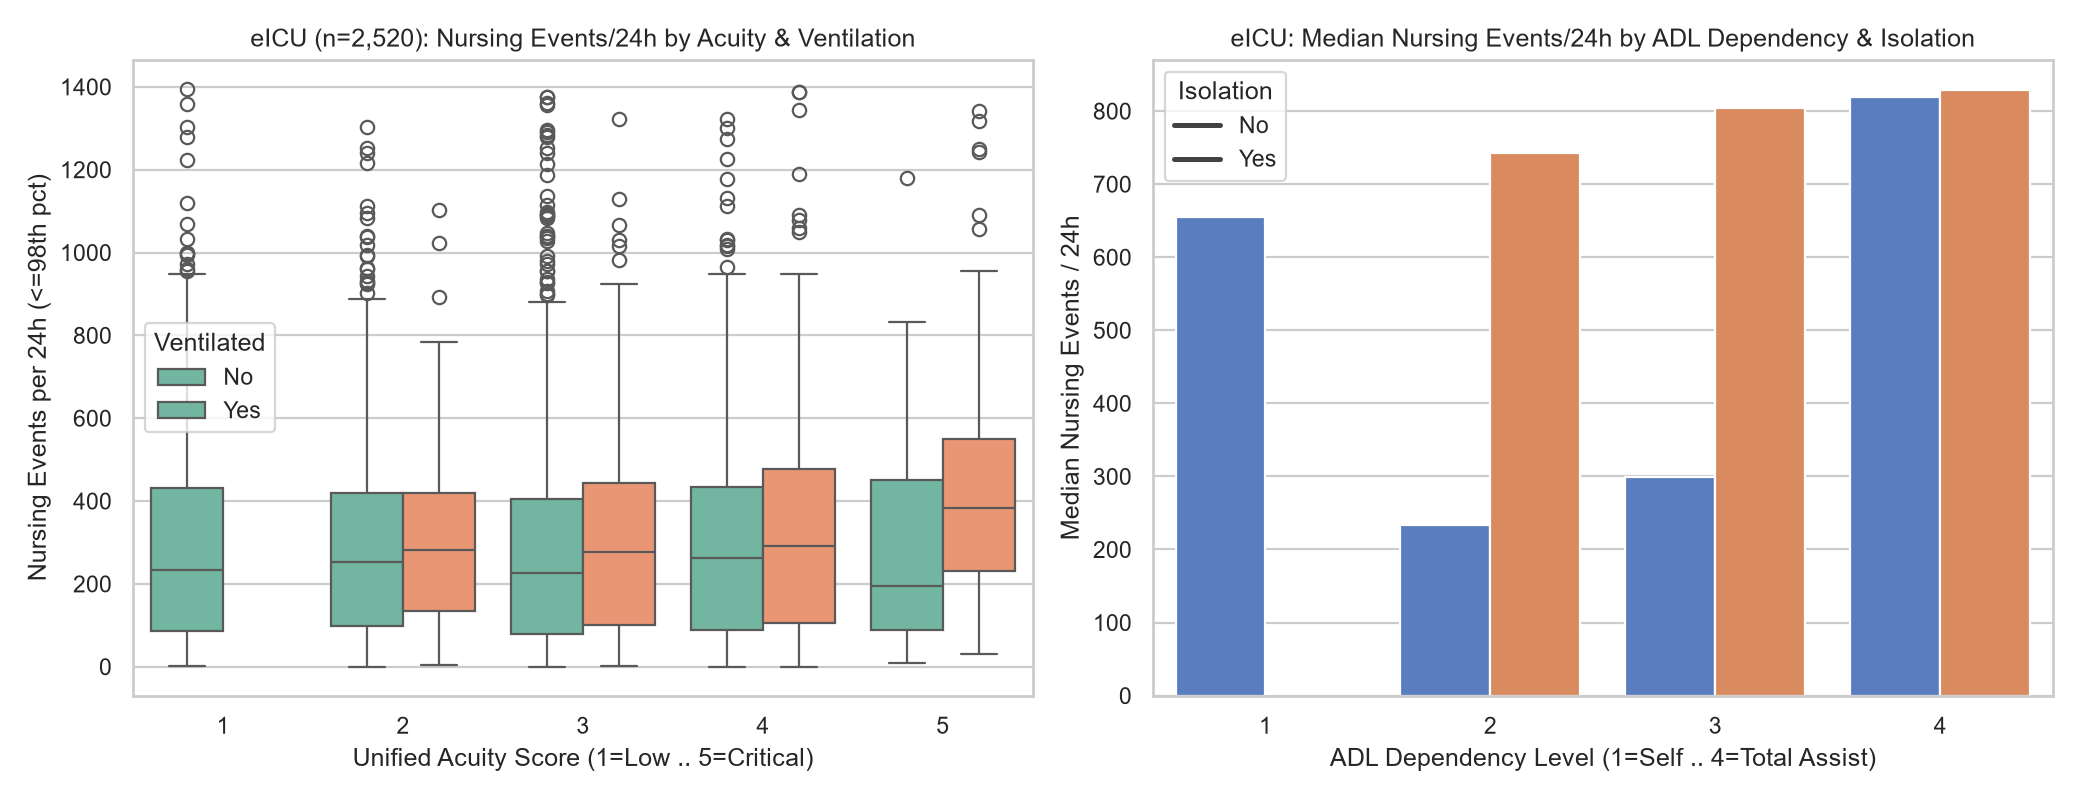 eICU (n=2,520): Nursing Events/24h by Acuity & Ventilation
Nursing Events per 24h (<=98th pct)
1400
1200
1000
800
600
400
200
0
Ventilated
No
Yes
1 2 3 4 5
Unified Acuity Score (1=Low .. 5=Critical)
eICU: Median Nursing Events/24h by ADL Dependency & Isolation
Median Nursing Events / 24h
800
700
600
500
400
300
200
100
0
Isolation
No
Yes
1 2 3 4
ADL Dependency Level (1=Self .. 4=Total Assist)